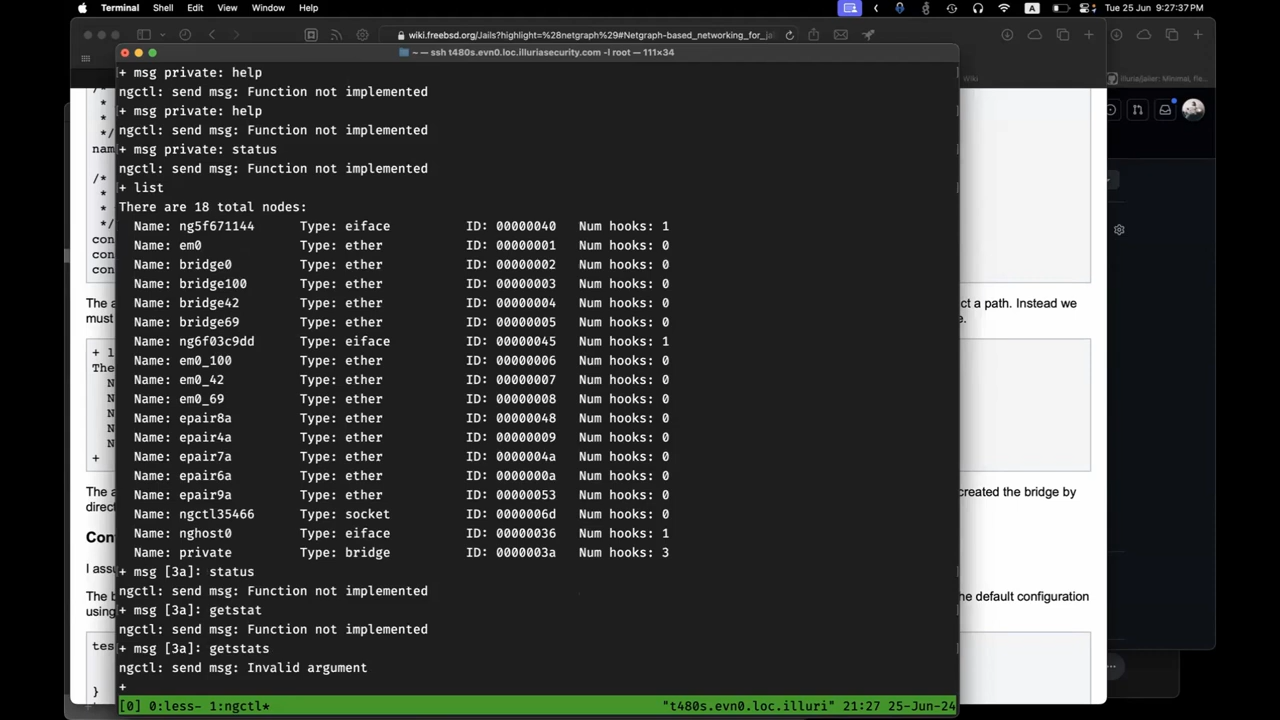 Terminal Shell Edit View Window Help A Tue 25 Jun 9:27:37 PM
wiki.freebsd.org/Jails?highlight=%28netgraph%29#Netgraph-based_networking_for_ja
~ — ssh t480s.evn0.loc.illuriasecurity.com -l root — 111×34
+ msg private: help
ngctl: send msg: Function not implemented
+ msg private: help
ngctl: send msg: Function not implemented
+ msg private: status
ngctl: send msg: Function not implemented
+ list
There are 18 total nodes:
Name: ng5f671144 Type: eiface ID: 00000040 Num hooks: 1
Name: em0 Type: ether ID: 00000001 Num hooks: 0
Name: bridge0 Type: ether ID: 00000002 Num hooks: 0
Name: bridge100 Type: ether ID: 00000003 Num hooks: 0
Name: bridge42 Type: ether ID: 00000004 Num hooks: 0
Name: bridge69 Type: ether ID: 00000005 Num hooks: 0
Name: ng6f03c9dd Type: eiface ID: 00000045 Num hooks: 1
Name: em0_100 Type: ether ID: 00000006 Num hooks: 0
Name: em0_42 Type: ether ID: 00000007 Num hooks: 0
Name: em0_69 Type: ether ID: 00000008 Num hooks: 0
Name: epair8a Type: ether ID: 00000048 Num hooks: 0
Name: epair4a Type: ether ID: 00000009 Num hooks: 0
Name: epair7a Type: ether ID: 0000004a Num hooks: 0
Name: epair6a Type: ether ID: 0000000a Num hooks: 0
Name: epair9a Type: ether ID: 00000053 Num hooks: 0
Name: ngctl35466 Type: socket ID: 0000006d Num hooks: 0
Name: nghost0 Type: eiface ID: 00000036 Num hooks: 1
Name: private Type: bridge ID: 0000003a Num hooks: 3
+ msg [3a]: status
ngctl: send msg: Function not implemented
+ msg [3a]: getstat
ngctl: send msg: Function not implemented
+ msg [3a]: getstats
ngctl: send msg: Invalid argument
+
[0] 0:less- 1:ngctl* "t480s.evn0.loc.illuri" 21:27 25-Jun-24
/*
*
*
*/
nam
/*
*
*
*/
con
con
con
The a
must
ct a path. Instead we
e.
+ l
The
N
N
N
N
N
+
The a
direct
created the bridge by
Con
I assu
The b
using
he default configuration
tes
}
Wiki
illuria/jailer: Minimal, fle...